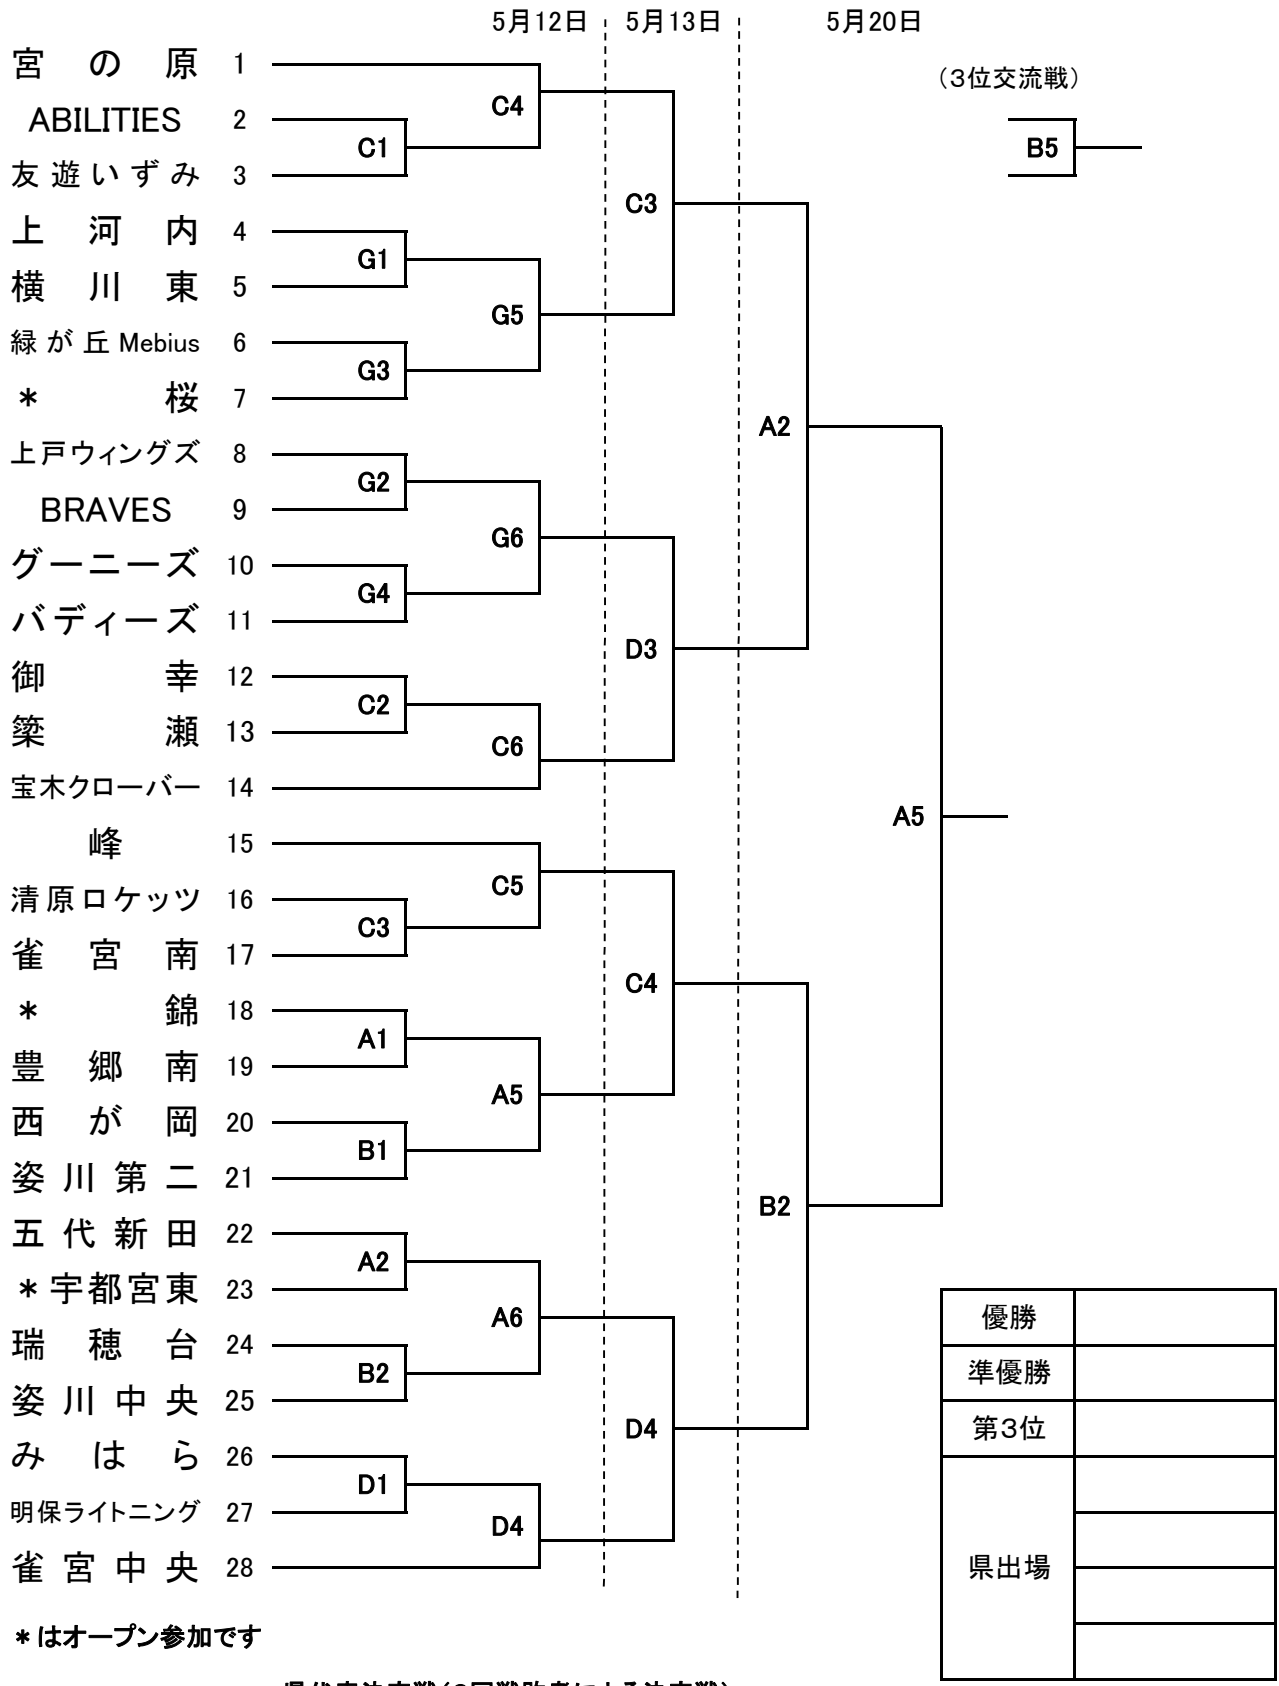 5月12日 5月13日 5月20日
宮の原 1
(3位交流戦)
C4
ABILITIES 2
C1 B5
友遊いずみ 3
C3
上河内 4
G1
横川東 5
G5
緑が丘 Mebius 6
G3
*桜 7
A2
上戸ウィングズ 8
G2
BRAVES 9
G6
グーニーズ 10
G4
バディーズ 11
D3
御幸 12
C2
簗瀬 13
C6
宝木クローバー 14
A5
峰 15
C5
清原ロケッツ 16
C3
雀宮南 17
C4
*錦 18
A1
豊郷南 19
A5
西が岡 20
B1
姿川第二 21
B2
五代新田 22
A2
*宇都宮東 23
A6 優勝
瑞穂台 24
B2 準優勝
姿川中央 25
D4 第3位
みはら 26
D1
明保ライトニング 27
D4
雀宮中央 28 県出場
*はオープン参加です